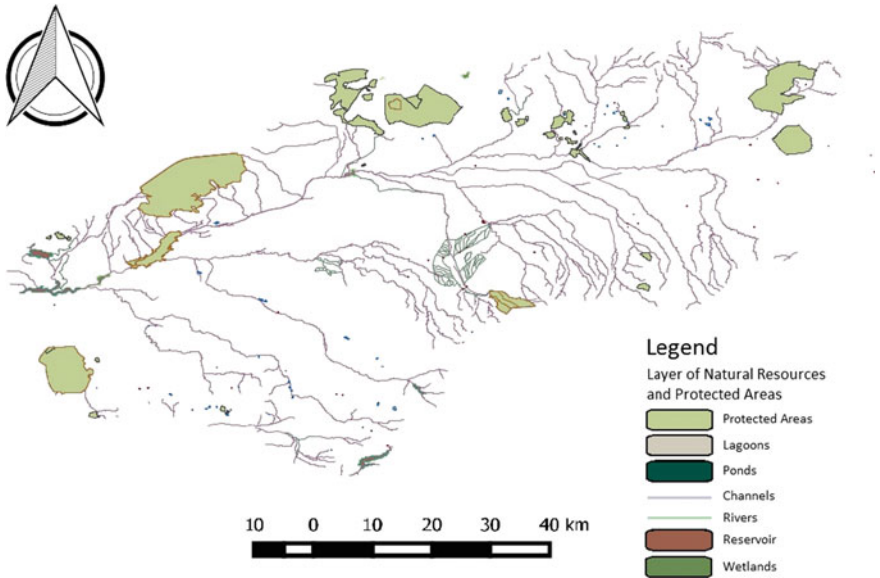 Legend
Layer of Natural Resources
and Protected Areas
Protected Areas
Lagoons
Ponds
Channels
Rivers
Reservoir
Wetlands
10 0 10 20 30 40 km